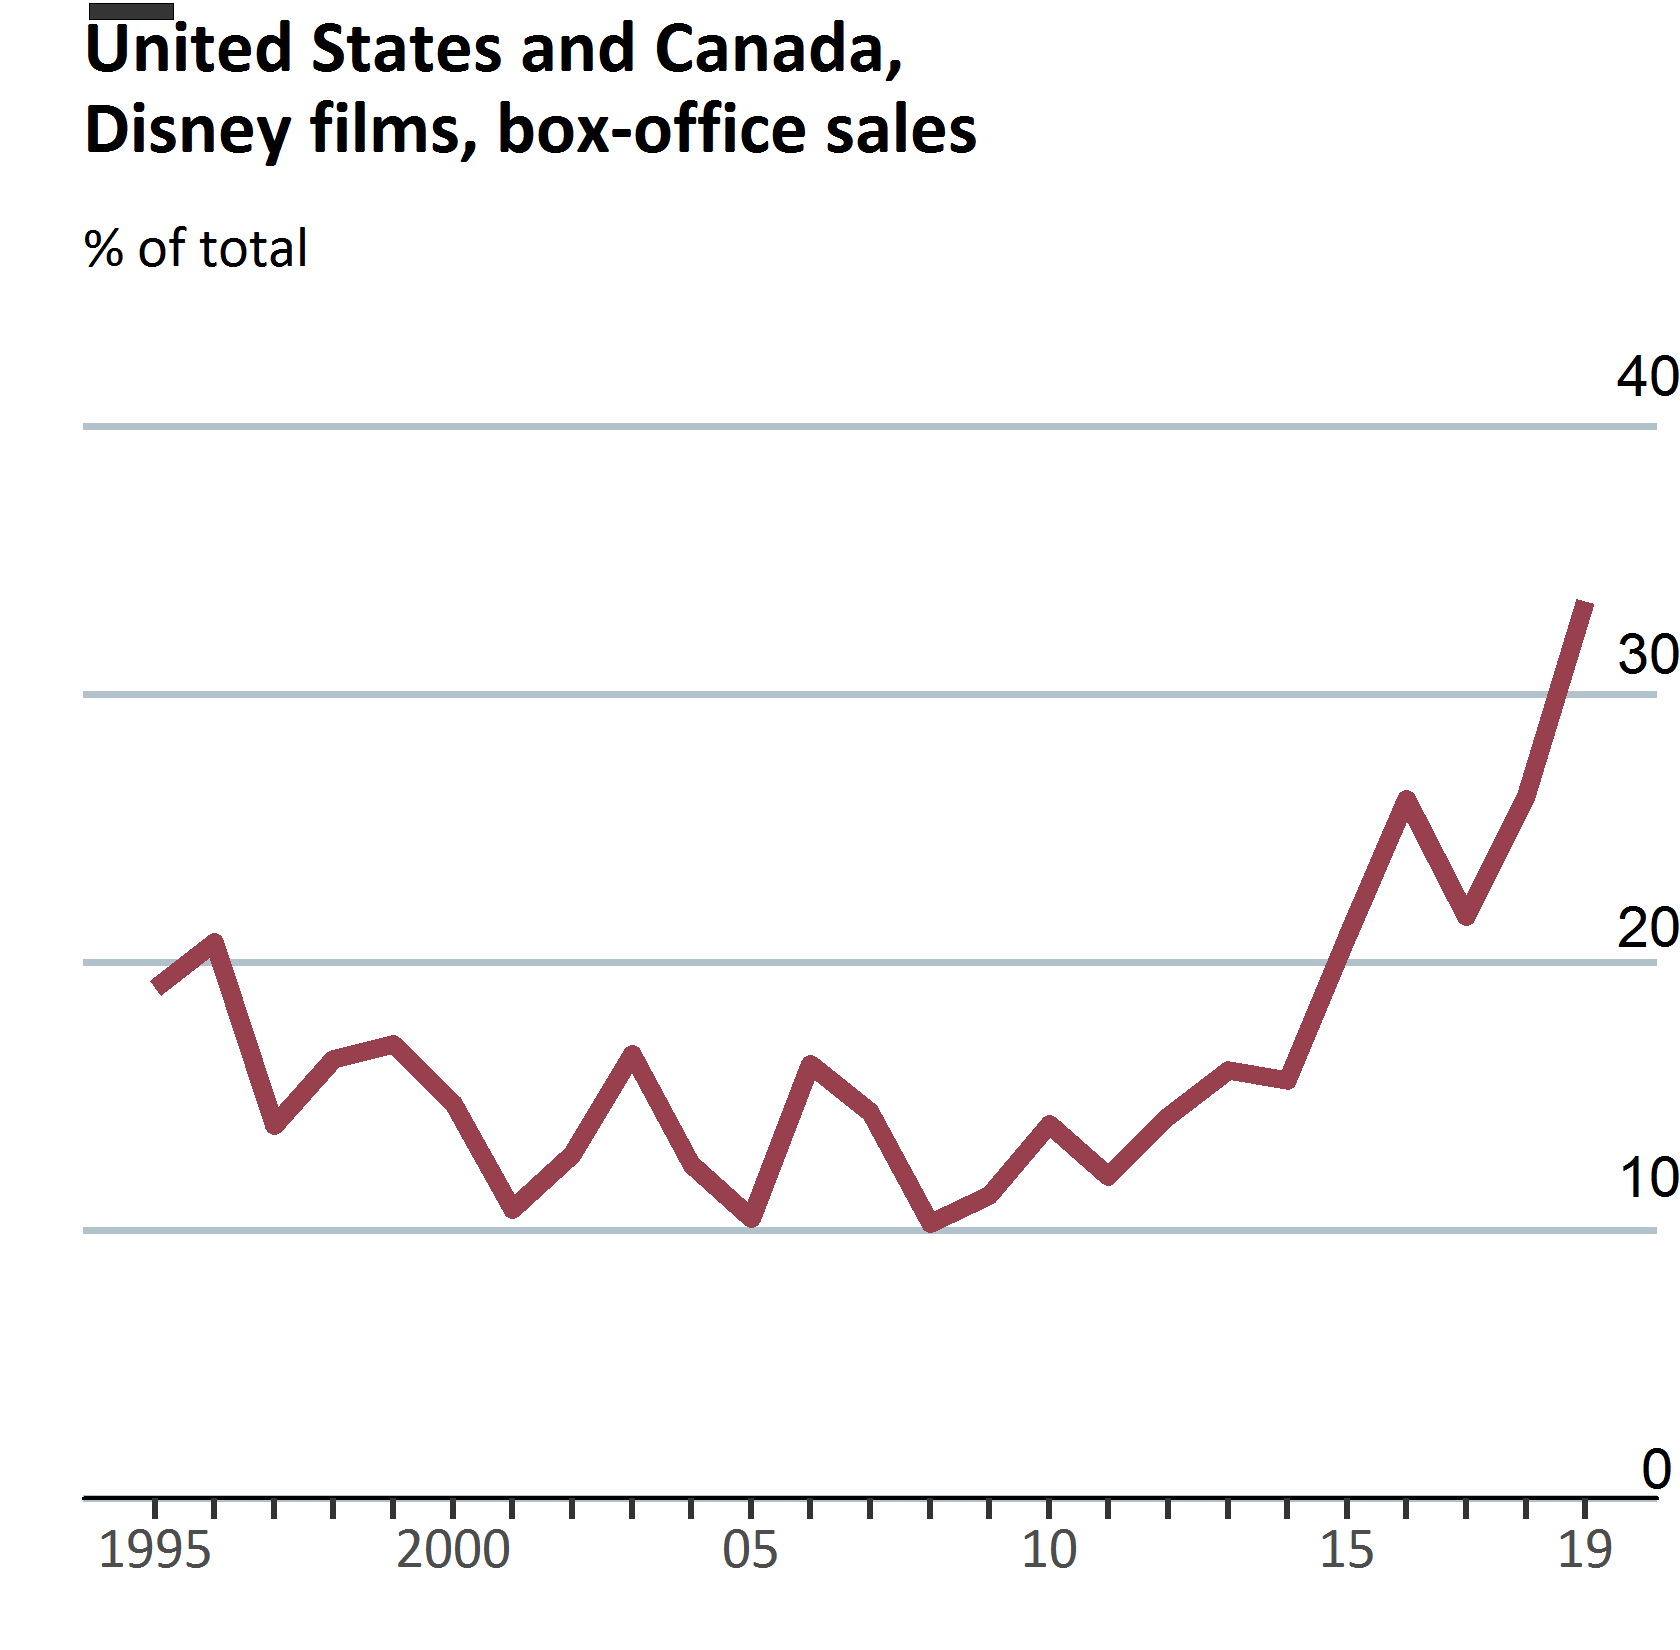 United States and Canada,
Disney films, box-office sales
% of total
40
30
20
10
0
1995 2000 05 10 15 19